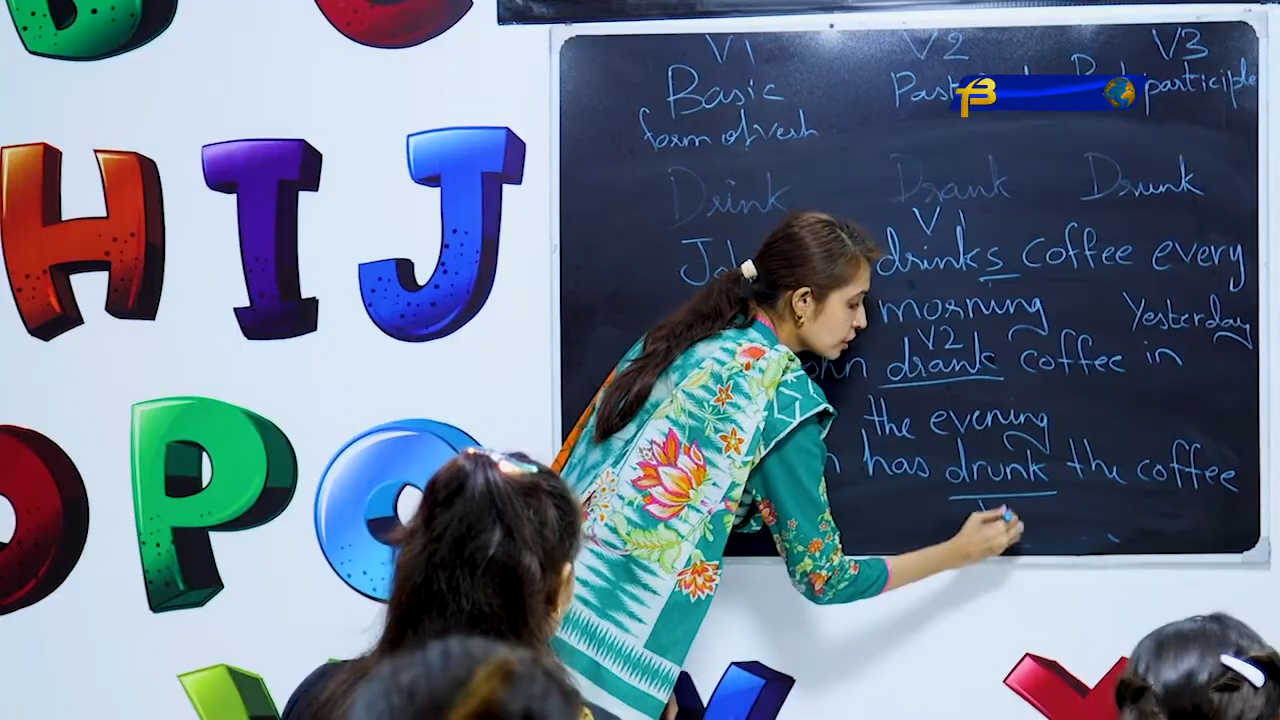 V1 V2 V3
Basic Past participle
form of verb
Drink Drank Drunk
V1
drinks coffee every
morning Yesterday
V2
drank coffee in
the evening
has drunk the coffee
H I J
P